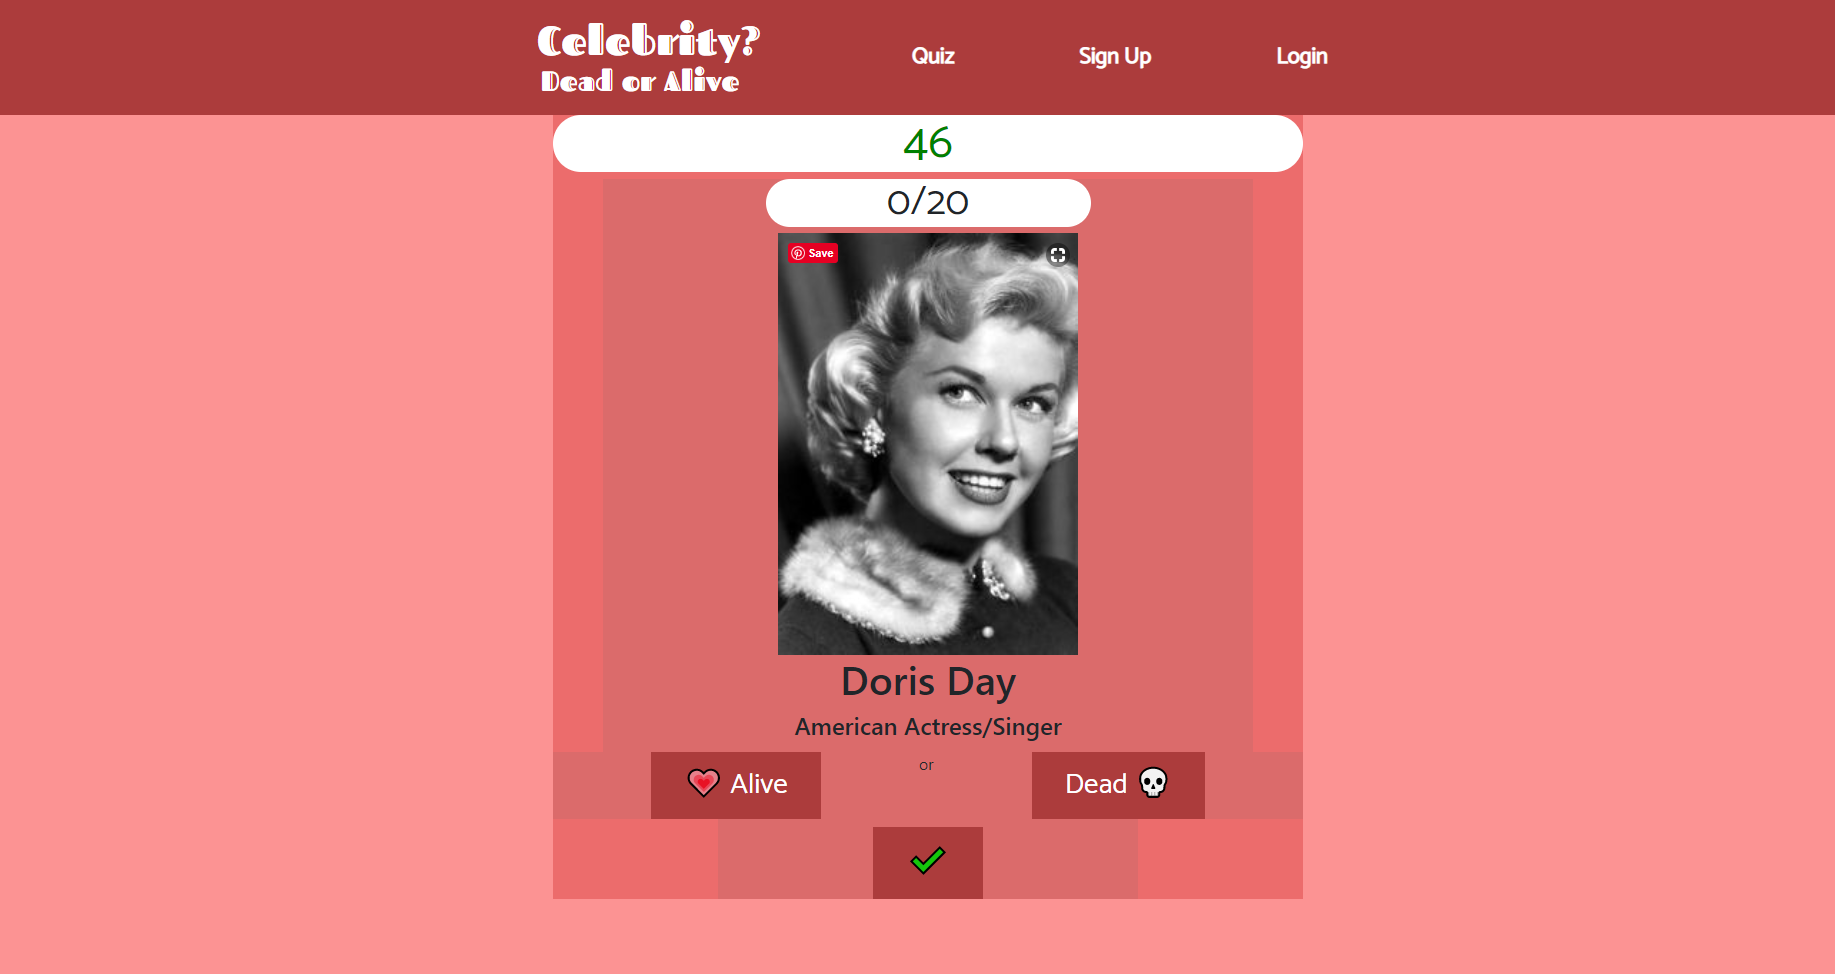 Celebrity?
Dead or Alive
Quiz
Sign Up
Login
46
0/20
Save
Doris Day
American Actress/Singer
Alive
or
Dead